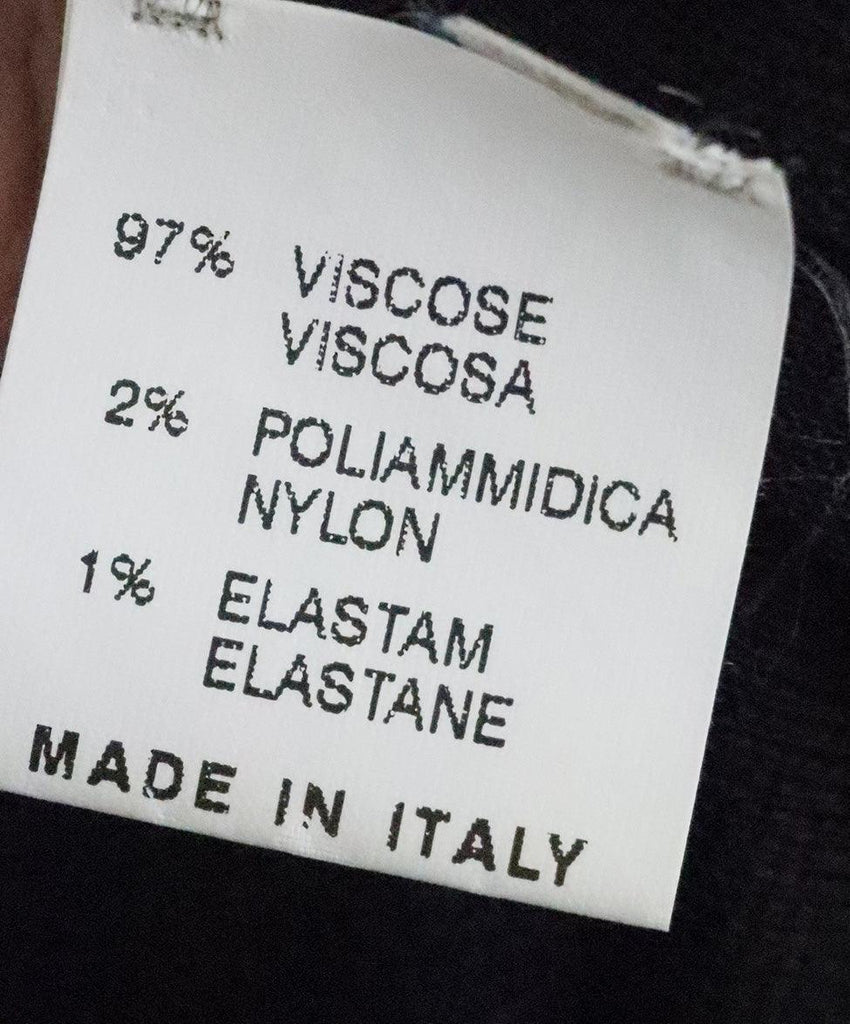 97% VISCOSE
VISCOSA
2% POLIAMMIDICA
NYLON
1% ELASTAM
ELASTANE
MADE IN ITALY